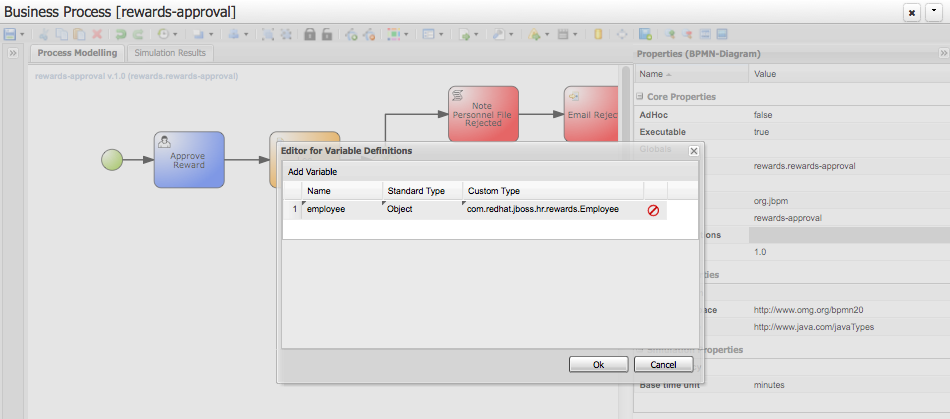 Business Process [rewards-approval]
Process Modelling
Simulation Results
Properties (BPMN-Diagram)
rewards-approval v.1.0 (rewards.rewards-approval)
Name
Value
Core Properties
AdHoc
false
Executable
true
Globals
rewards.rewards-approval
org.jbpm
rewards-approval
ions
1.0
erties
ace
http://www.omg.org/bpmn20
http://www.java.com/javaTypes
Properties
Base time unit
minutes
Approve
Reward
Note
Personnel File
Rejected
Email Rejec
Editor for Variable Definitions
Add Variable
Name
Standard Type
Custom Type
1
employee
Object
com.redhat.jboss.hr.rewards.Employee
Ok
Cancel